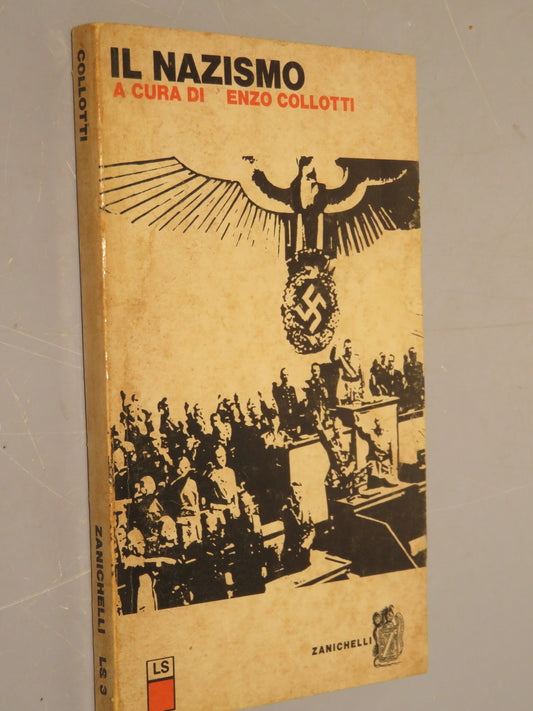 IL NAZISMO
A CURA DI ENZO COLLOTTI
COLLOTTI
ZANICHELLI LS 3
LS
ZANICHELLI